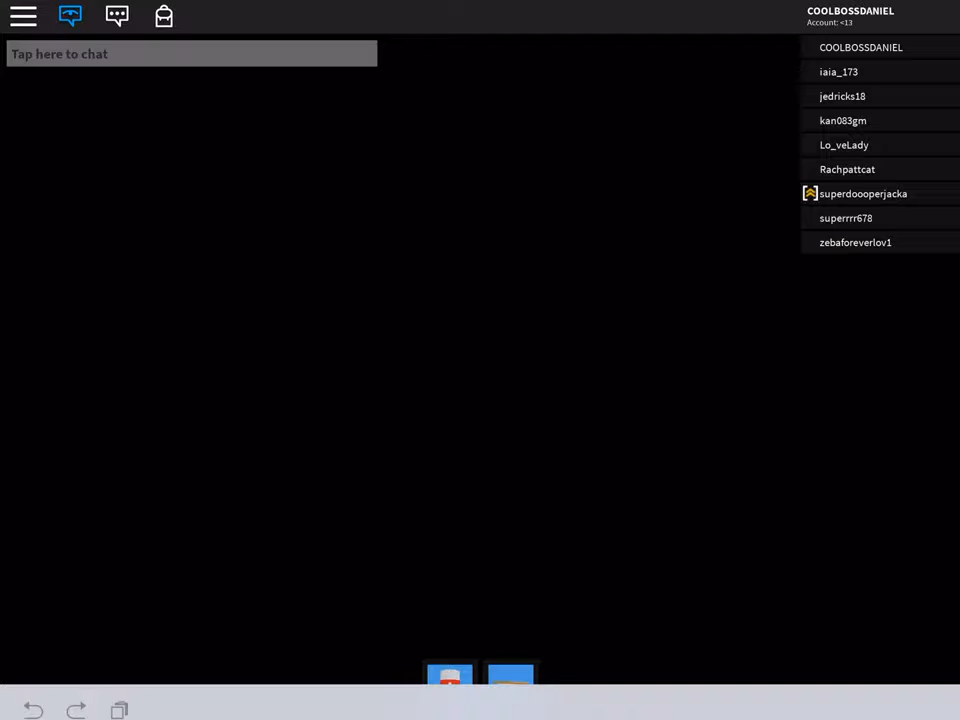 COOLBOSSDANIEL
Account: <13
Tap here to chat
COOLBOSSDANIEL
iaia_173
jedricks18
kan083gm
Lo_veLady
Rachpattcat
superdoooperjacka
superrrr678
zebaforeverlov1